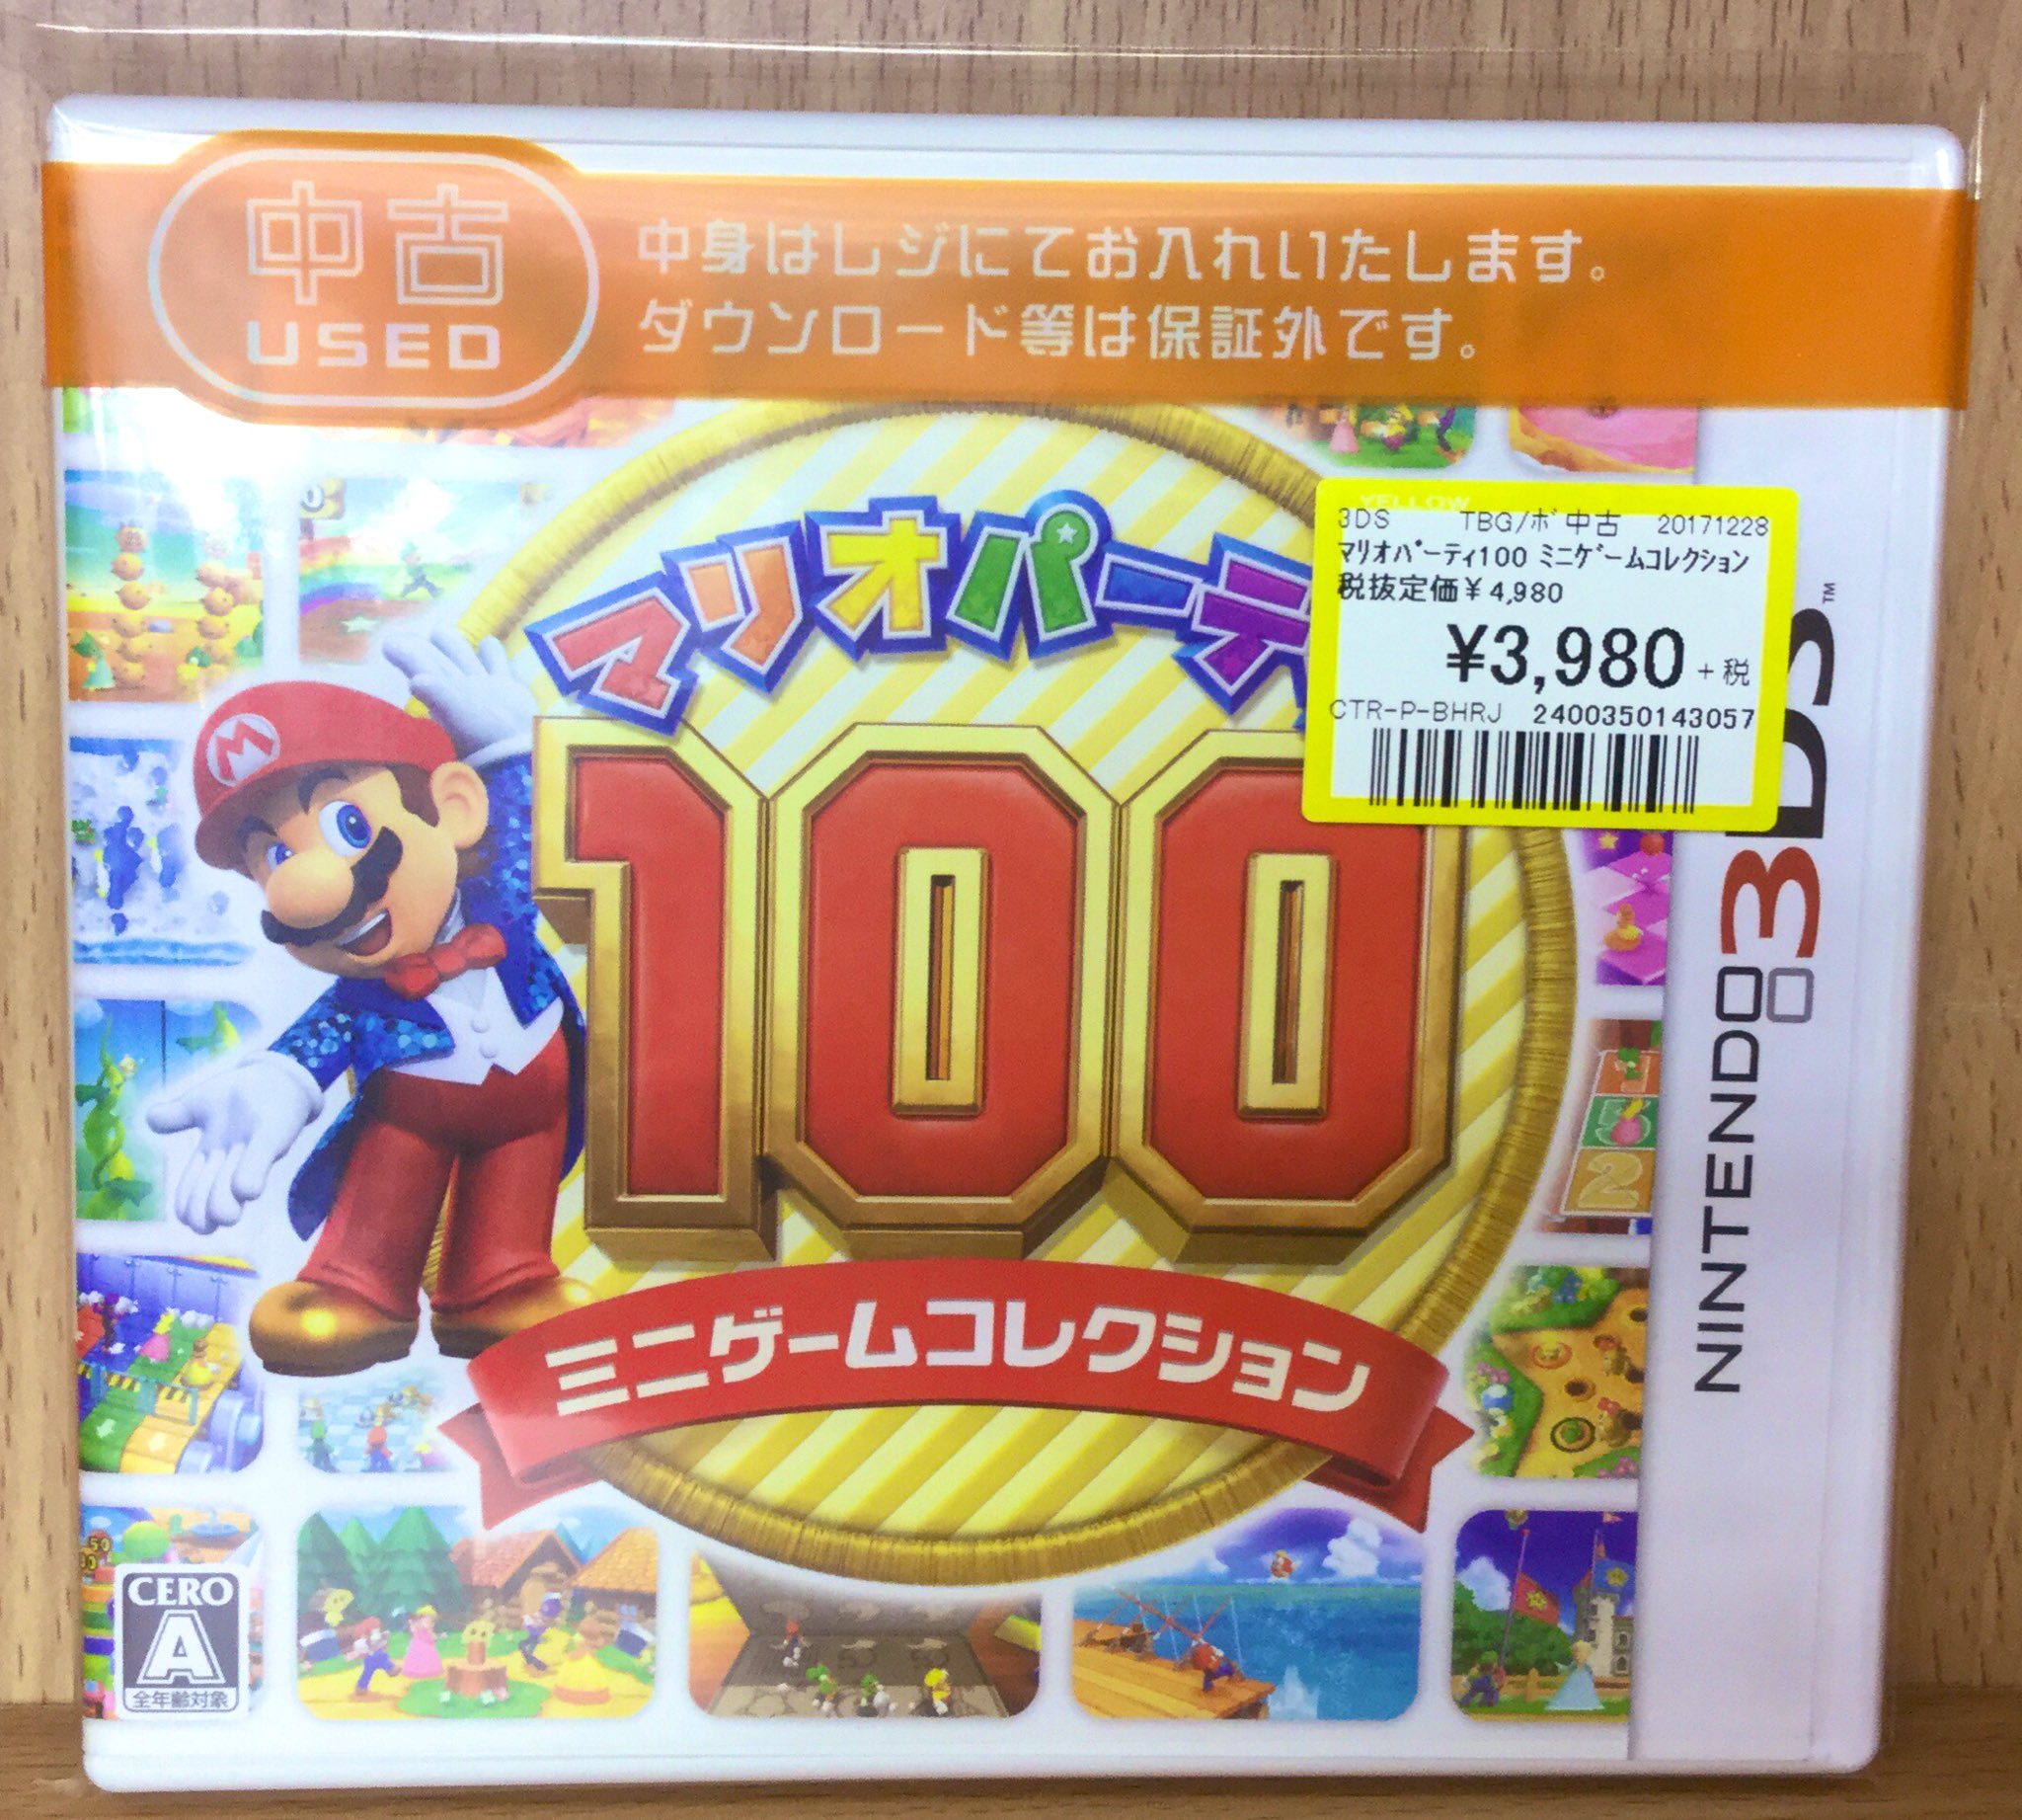 中古
USED
中身はレジにてお入れいたします。
ダウンロード等は保証外です。
YELLOW
3DS TBG/ボ中古 20171228
マリオパーティ100 ミニゲームコレクション
税抜定価¥4,980
¥3,980+税
CTR-P-BHRJ 2400350143057
マリオパーテ
100
ミニゲームコレクション
NINTENDO 3DS™
M
5
2
50
CERO
A
全年齢対象